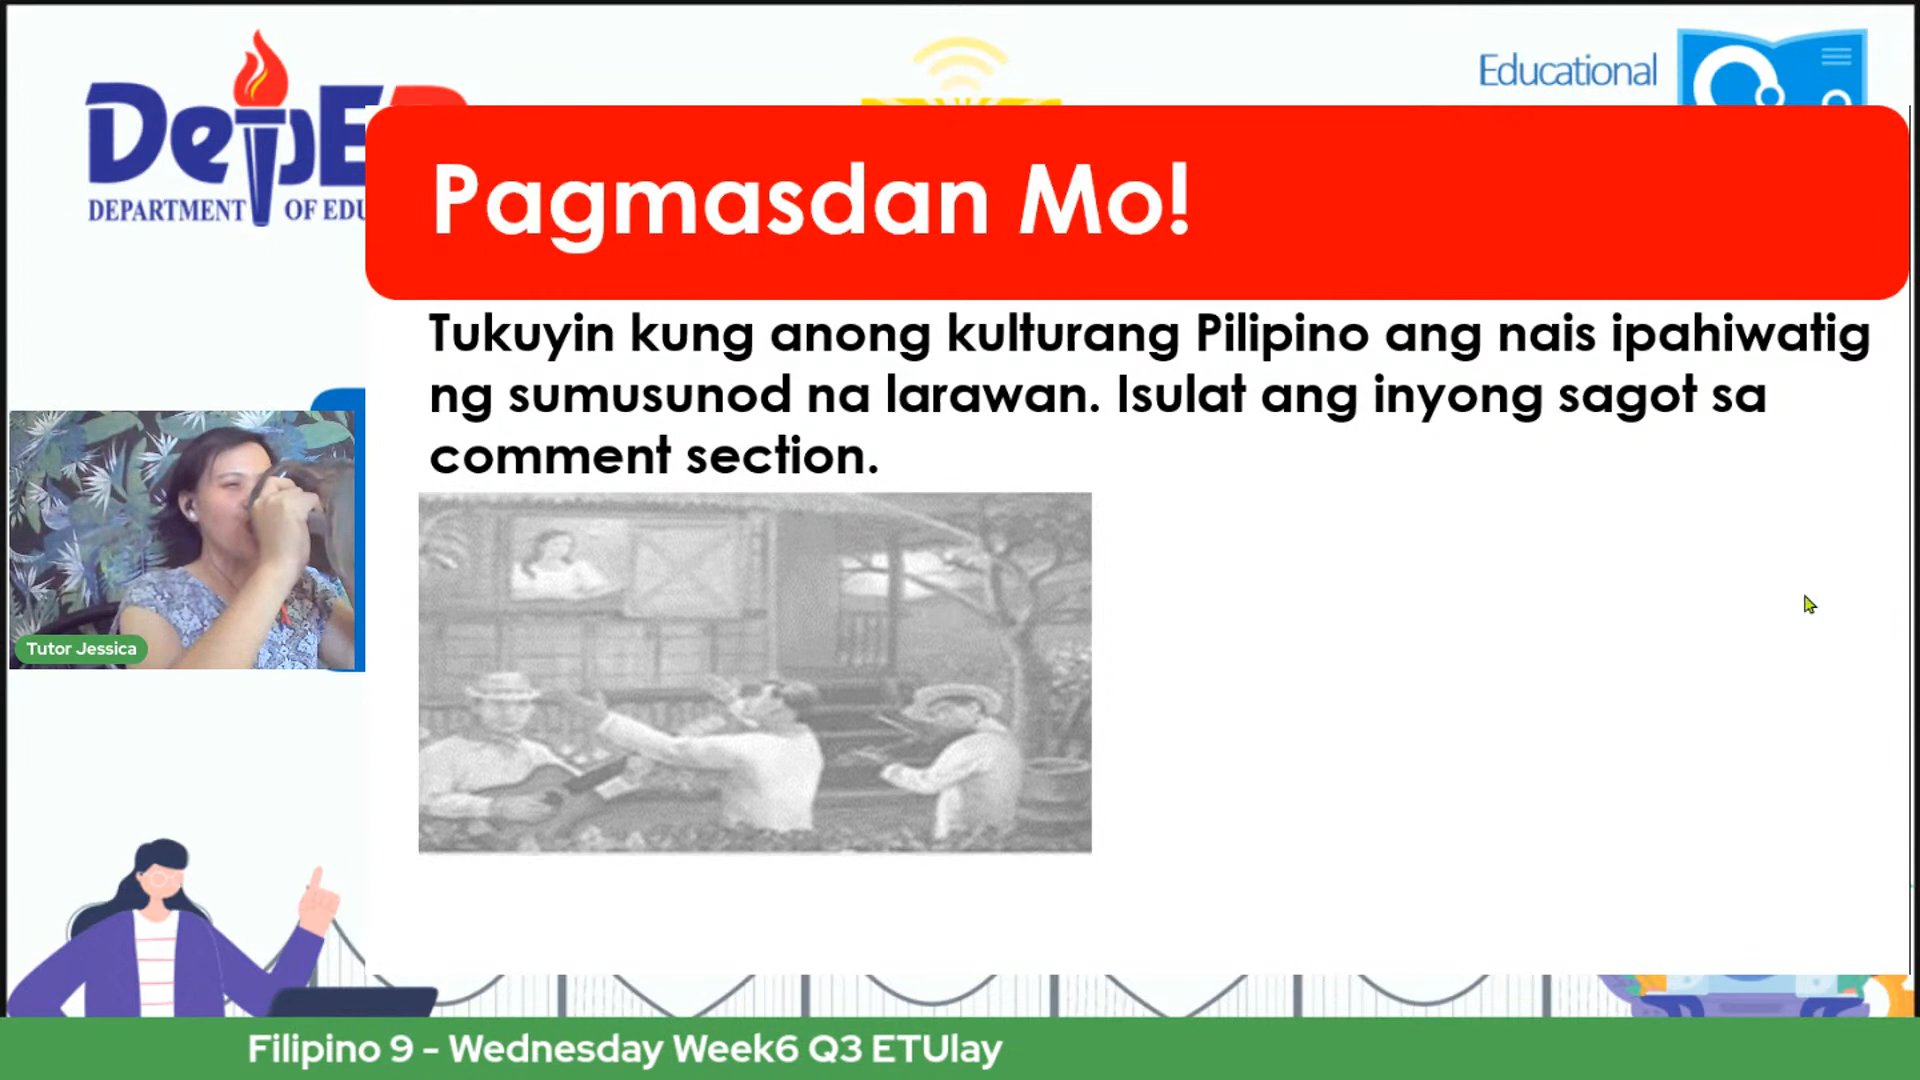 DepE
DEPARTMENT OF EDU
Educational
Pagmasdan Mo!
Tukuyin kung anong kulturang Pilipino ang nais ipahiwatig
ng sumusunod na larawan. Isulat ang inyong sagot sa
comment section.
Tutor Jessica
Filipino 9 - Wednesday Week6 Q3 ETUlay